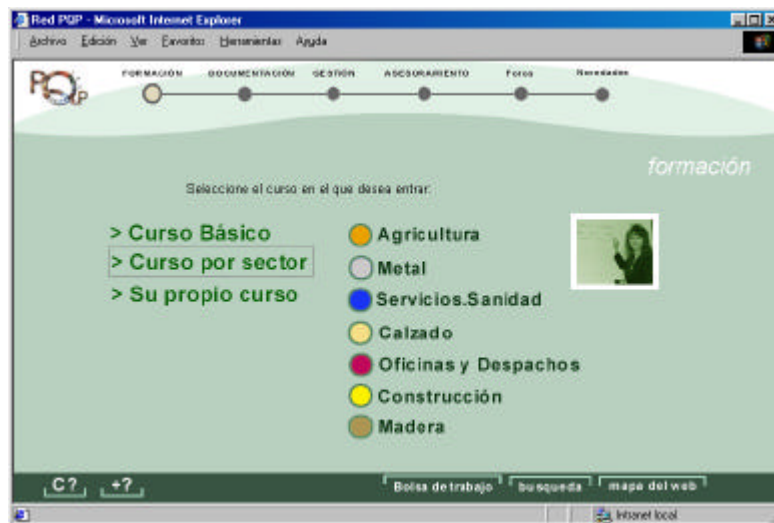 Red PQP - Microsoft Internet Explorer
Archivo Edición Ver Favoritos Herramientas Ayuda
PQP
FORMACIÓN DOCUMENTACIÓN GESTIÓN ASESORAMIENTO Foros Novedades
formación
Seleccione el curso en el que desea entrar:
> Curso Básico
> Curso por sector
> Su propio curso
Agricultura
Metal
Servicios.Sanidad
Calzado
Oficinas y Despachos
Construcción
Madera
C? +? Bolsa de trabajo busqueda mapa del web
Intranet local